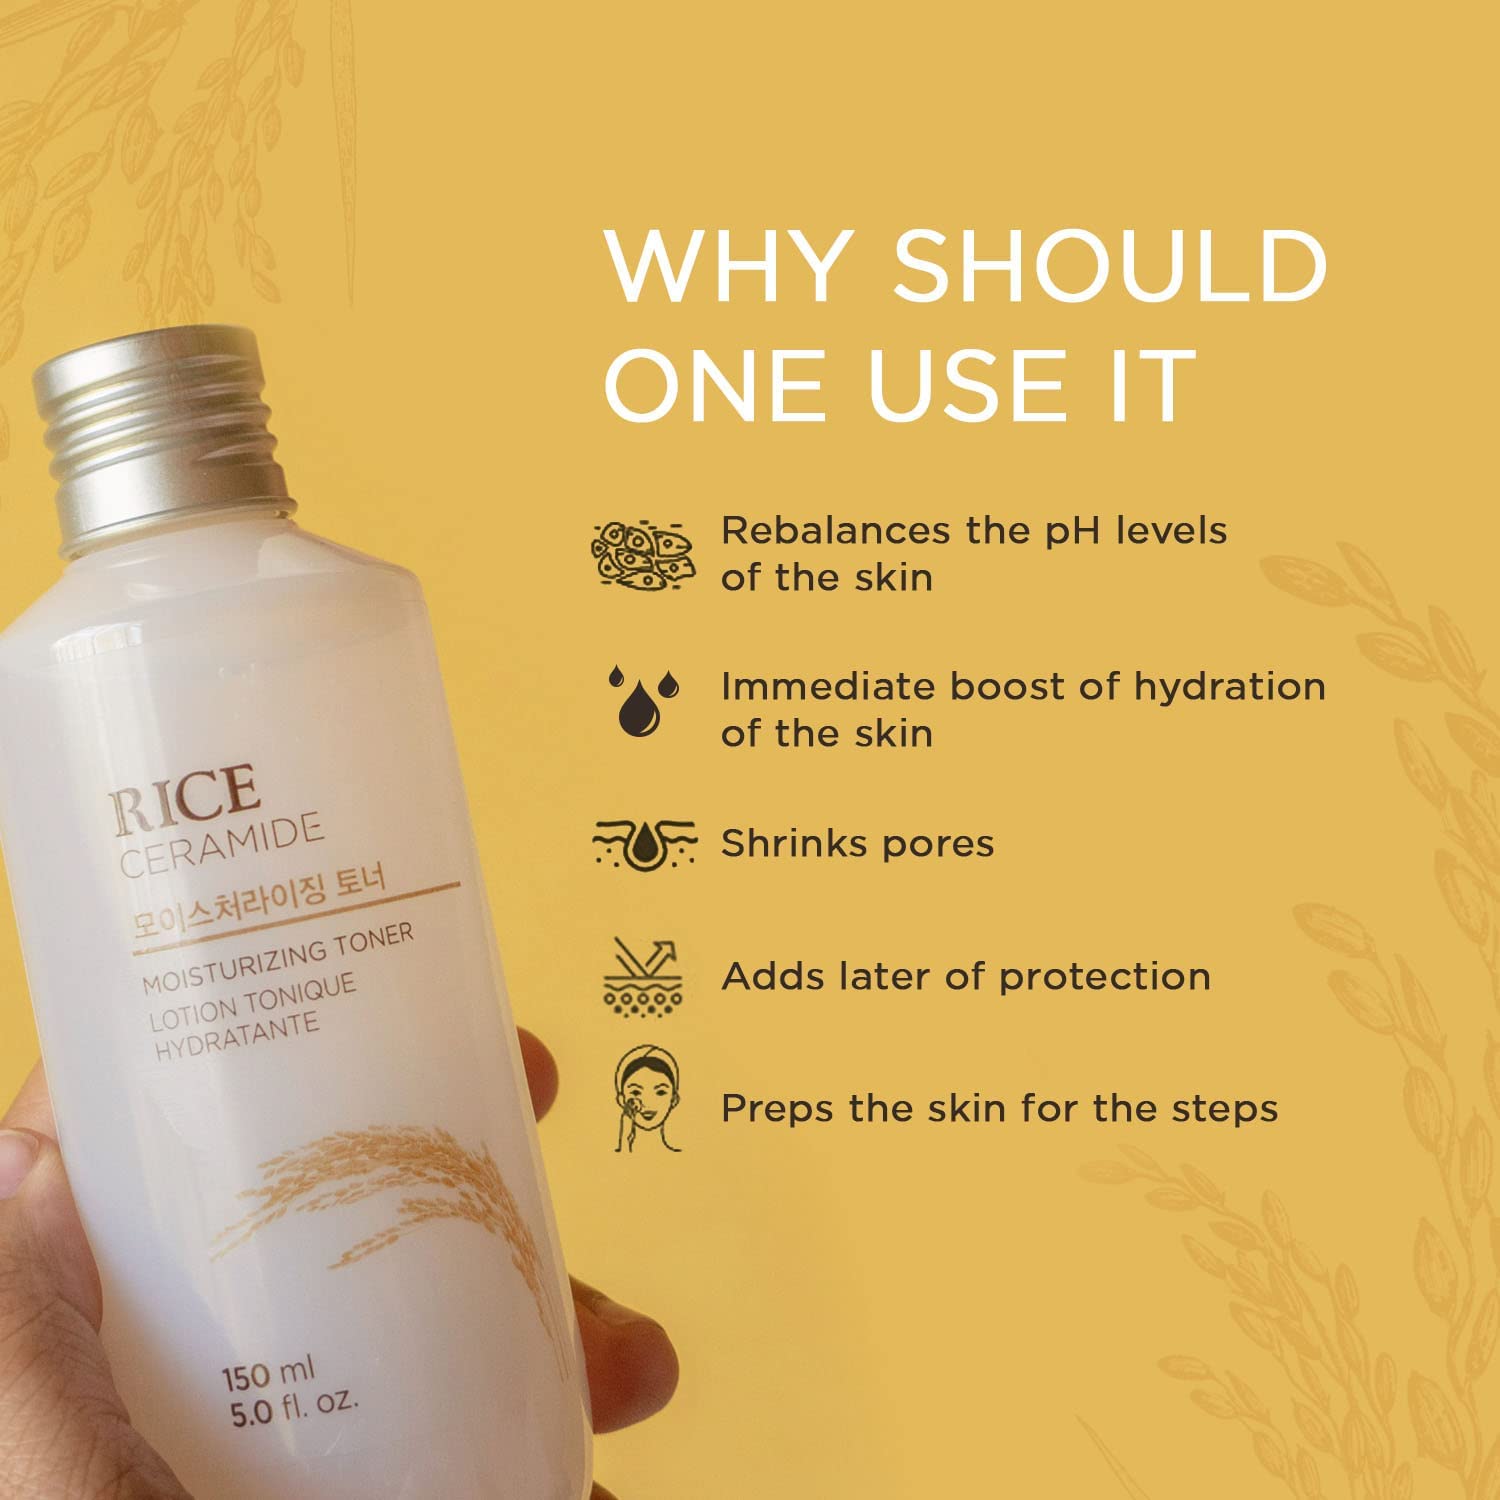 WHY SHOULD
ONE USE IT
Rebalances the pH levels
of the skin
Immediate boost of hydration
of the skin
Shrinks pores
Adds later of protection
Preps the skin for the steps
RICE
CERAMIDE
모이스처라이징 토너
MOISTURIZING TONER
LOTION TONIQUE
HYDRATANTE
150 ml
5.0 fl. oz.